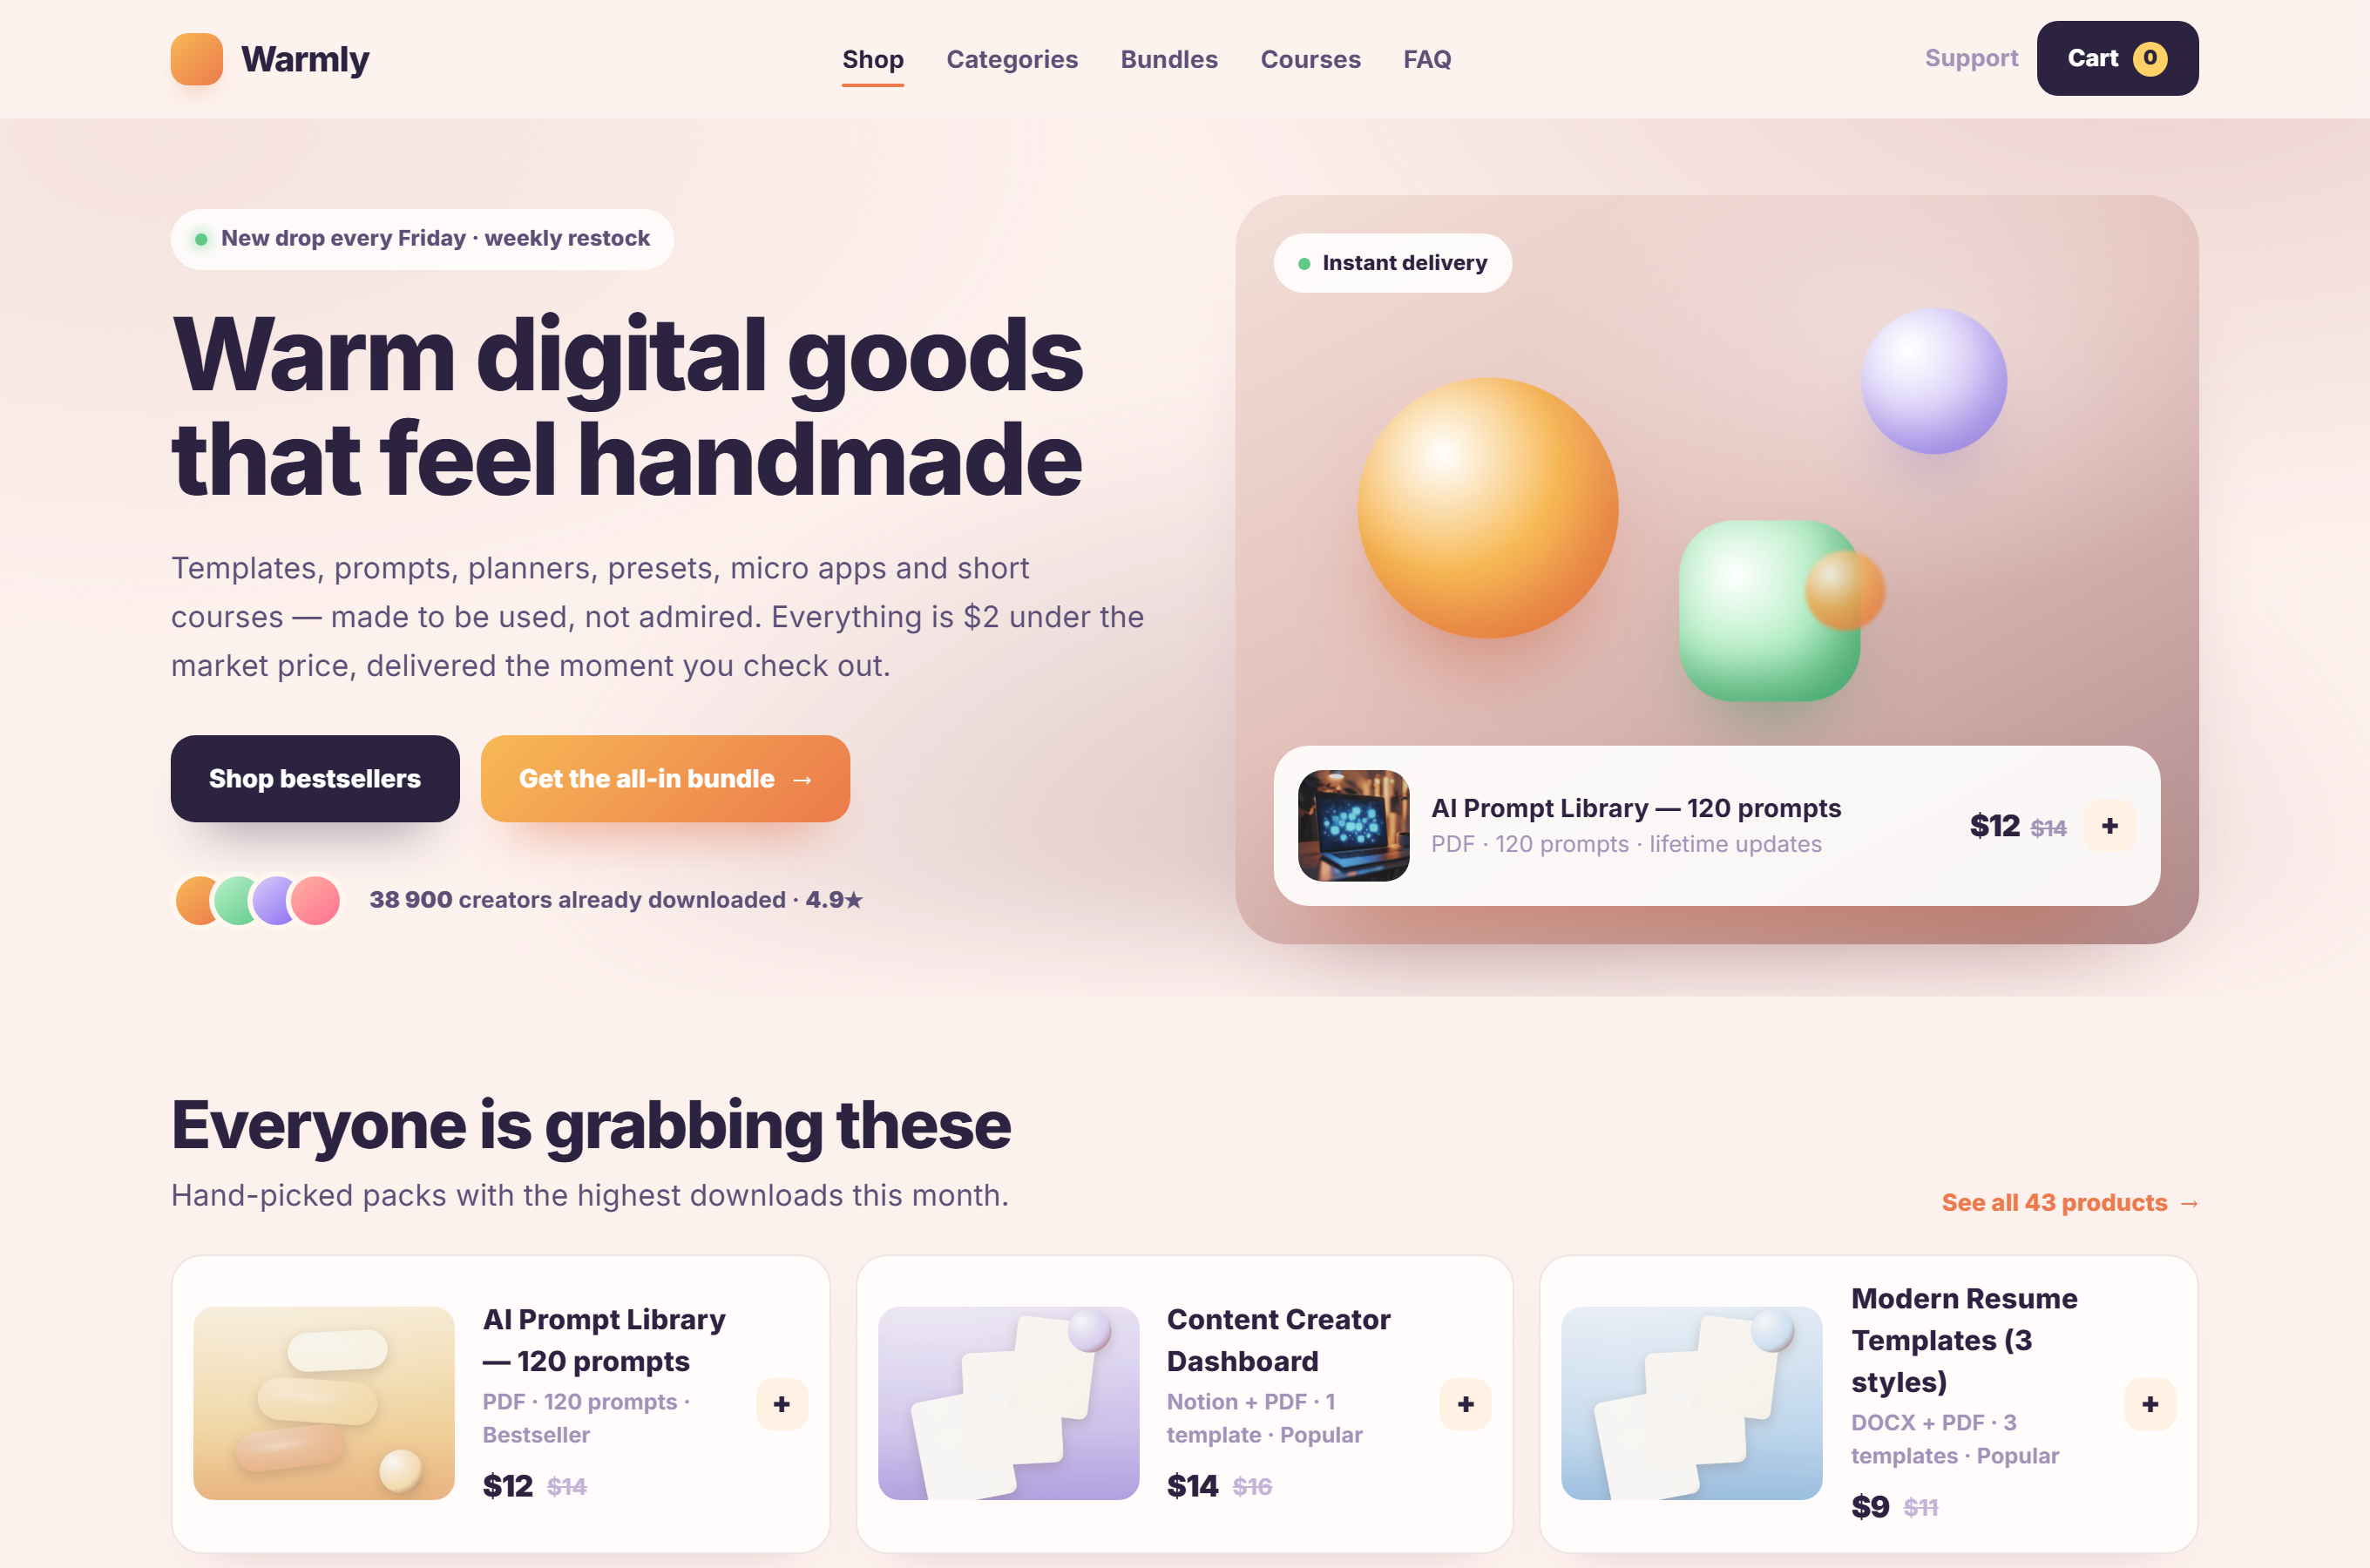 Warmly
Shop
Categories
Bundles
Courses
FAQ
Support
Cart 0
New drop every Friday · weekly restock
Warm digital goods
that feel handmade
Templates, prompts, planners, presets, micro apps and short
courses — made to be used, not admired. Everything is $2 under the
market price, delivered the moment you check out.
Shop bestsellers
Get the all-in bundle →
38 900 creators already downloaded · 4.9★
Instant delivery
AI Prompt Library — 120 prompts
PDF · 120 prompts · lifetime updates
$12 $14
+
Everyone is grabbing these
Hand-picked packs with the highest downloads this month.
See all 43 products →
AI Prompt Library
— 120 prompts
PDF · 120 prompts ·
Bestseller
$12 $14
+
Content Creator
Dashboard
Notion + PDF · 1
template · Popular
$14 $16
+
Modern Resume
Templates (3
styles)
DOCX + PDF · 3
templates · Popular
$9 $11
+